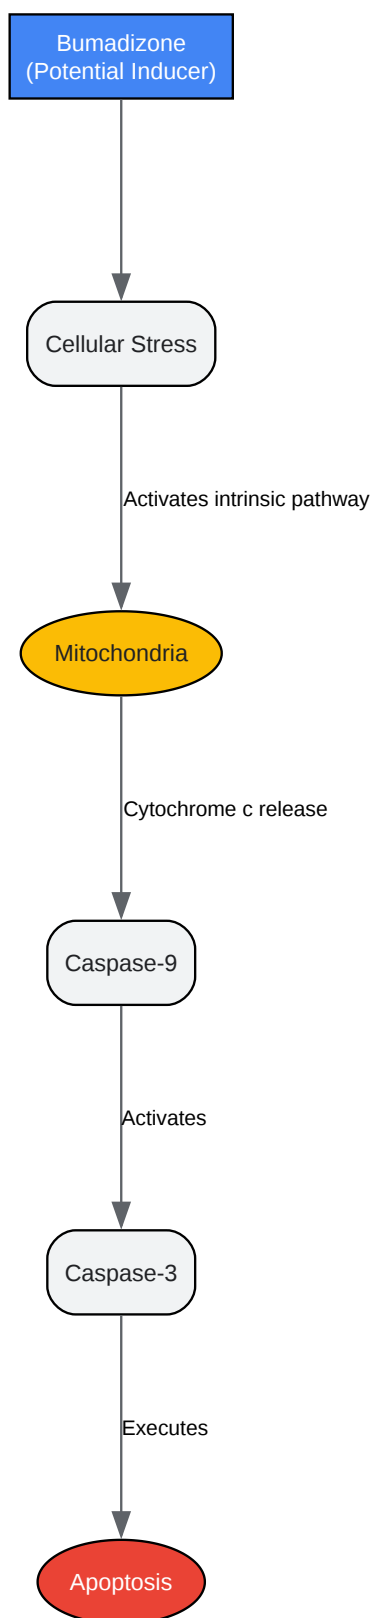 Bumadizone
(Potential Inducer)
Cellular Stress
Activates intrinsic pathway
Mitochondria
Cytochrome c release
Caspase-9
Activates
Caspase-3
Executes
Apoptosis